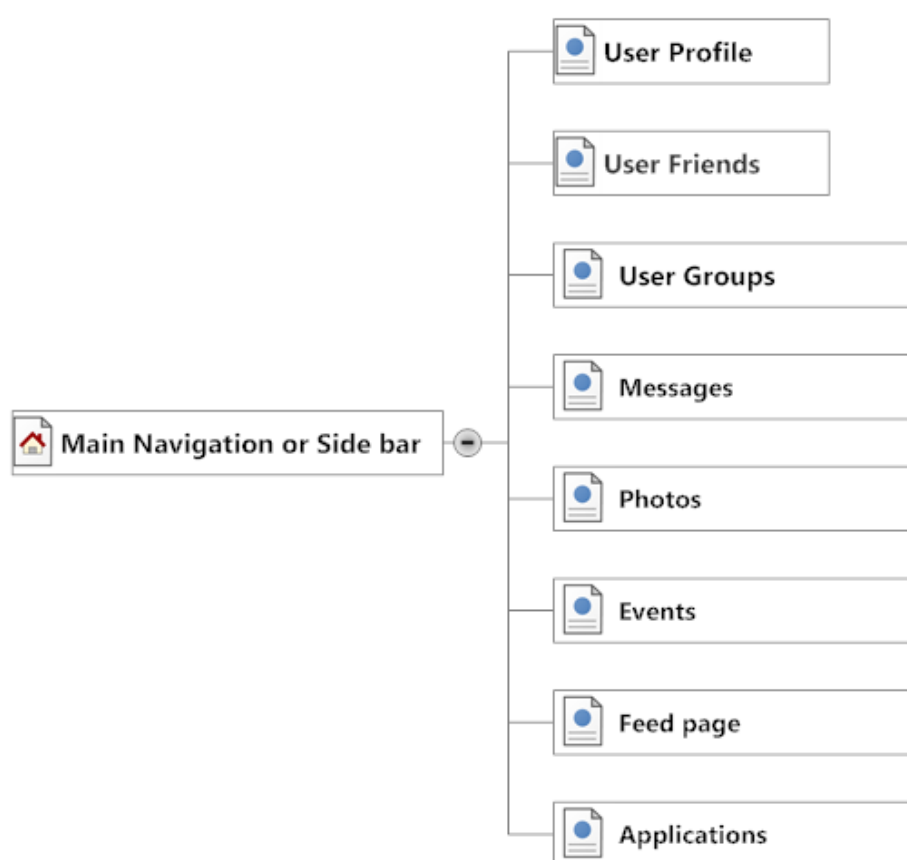 User Profile
User Friends
User Groups
Messages
Main Navigation or Side bar
Photos
Events
Feed page
Applications